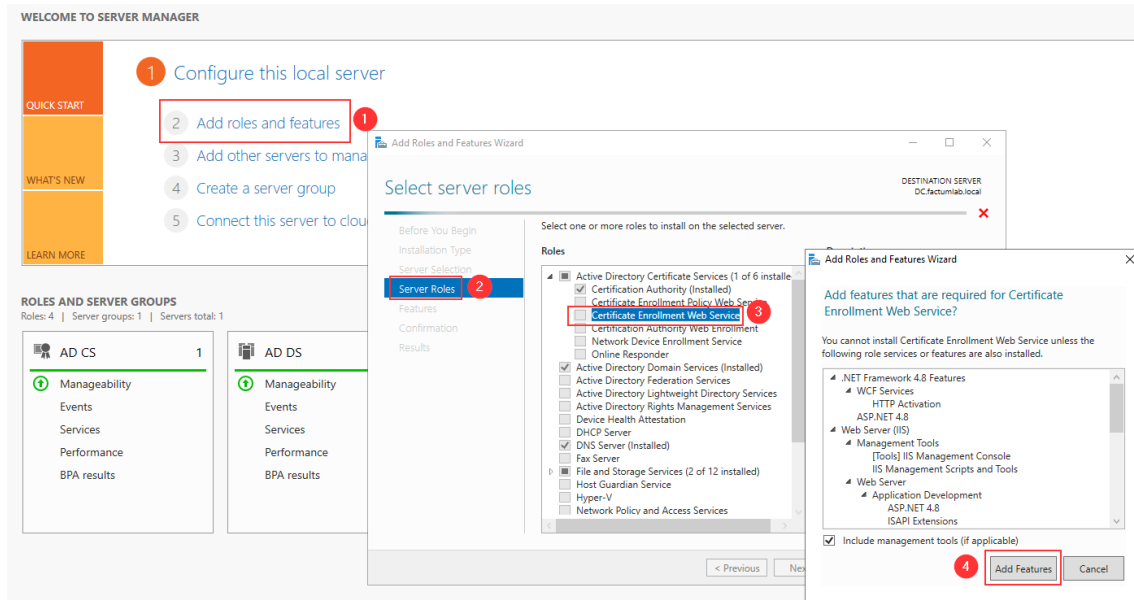 WELCOME TO SERVER MANAGER
QUICK START
WHAT'S NEW
LEARN MORE
1 Configure this local server
2 Add roles and features
1
3 Add other servers to mana
4 Create a server group
5 Connect this server to clou
ROLES AND SERVER GROUPS
Roles: 4 | Server groups: 1 | Servers total: 1
AD CS 1
Manageability
Events
Services
Performance
BPA results
AD DS
Manageability
Events
Services
Performance
BPA results
Add Roles and Features Wizard
Select server roles
DESTINATION SERVER
DC.factumlab.local
Before You Begin
Installation Type
Server Selection
Server Roles
2
Features
Confirmation
Results
Select one or more roles to install on the selected server.
Roles
Active Directory Certificate Services (1 of 6 installe
Certification Authority (Installed)
Certificate Enrollment Policy Web Service
Certificate Enrollment Web Service
3
Certification Authority Web Enrollment
Network Device Enrollment Service
Online Responder
Active Directory Domain Services (Installed)
Active Directory Federation Services
Active Directory Lightweight Directory Services
Active Directory Rights Management Services
Device Health Attestation
DHCP Server
DNS Server (Installed)
Fax Server
File and Storage Services (2 of 12 installed)
Host Guardian Service
Hyper-V
Network Policy and Access Services
< Previous
Nex
Add Roles and Features Wizard
Add features that are required for Certificate
Enrollment Web Service?
You cannot install Certificate Enrollment Web Service unless the
following role services or features are also installed.
.NET Framework 4.8 Features
WCF Services
HTTP Activation
ASP.NET 4.8
Web Server (IIS)
Management Tools
[Tools] IIS Management Console
IIS Management Scripts and Tools
Web Server
Application Development
ASP.NET 4.8
ISAPI Extensions
Include management tools (if applicable)
4
Add Features
Cancel